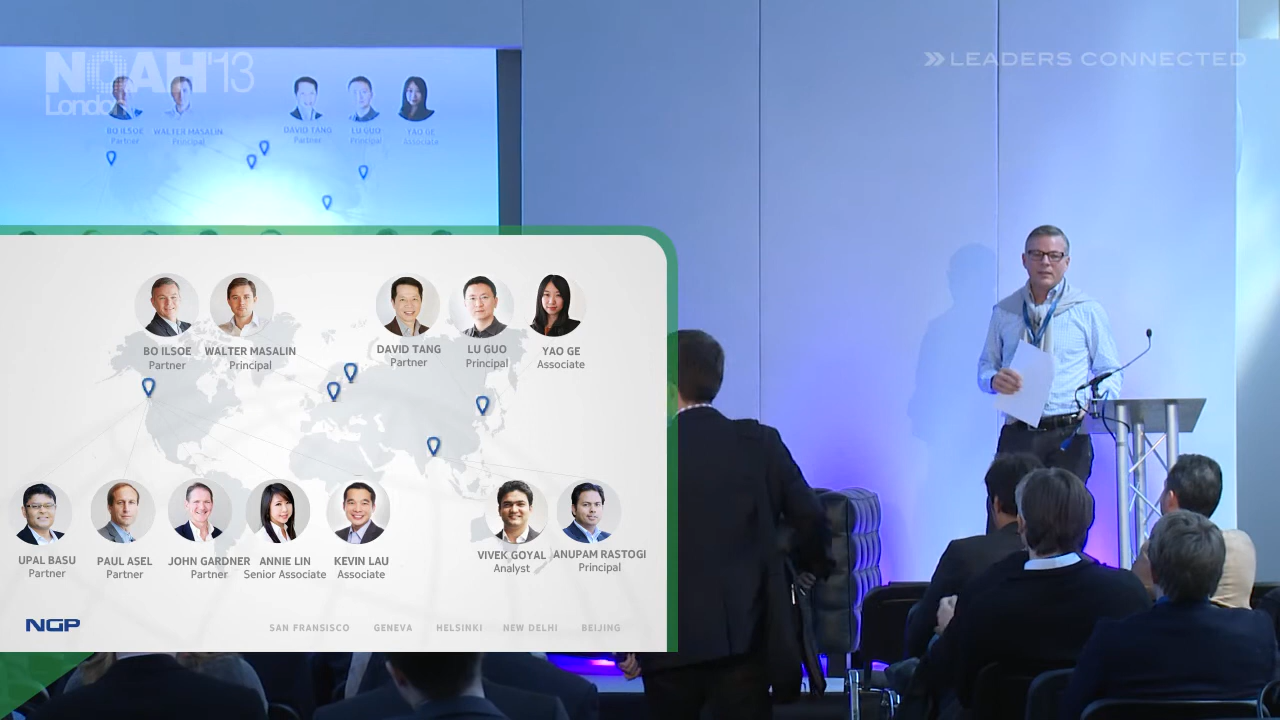 NOAH'13
London
LEADERS CONNECTED
BO ILSOE
Partner
WALTER MASALIN
Principal
DAVID TANG
Partner
LU GUO
Principal
YAO GE
Associate
BO ILSOE
Partner
WALTER MASALIN
Principal
DAVID TANG
Partner
LU GUO
Principal
YAO GE
Associate
UPAL BASU
Partner
PAUL ASEL
Partner
JOHN GARDNER
Partner
ANNIE LIN
Senior Associate
KEVIN LAU
Associate
VIVEK GOYAL
Analyst
ANUPAM RASTOGI
Principal
NGP
SAN FRANSISCO GENEVA HELSINKI NEW DELHI BEIJING